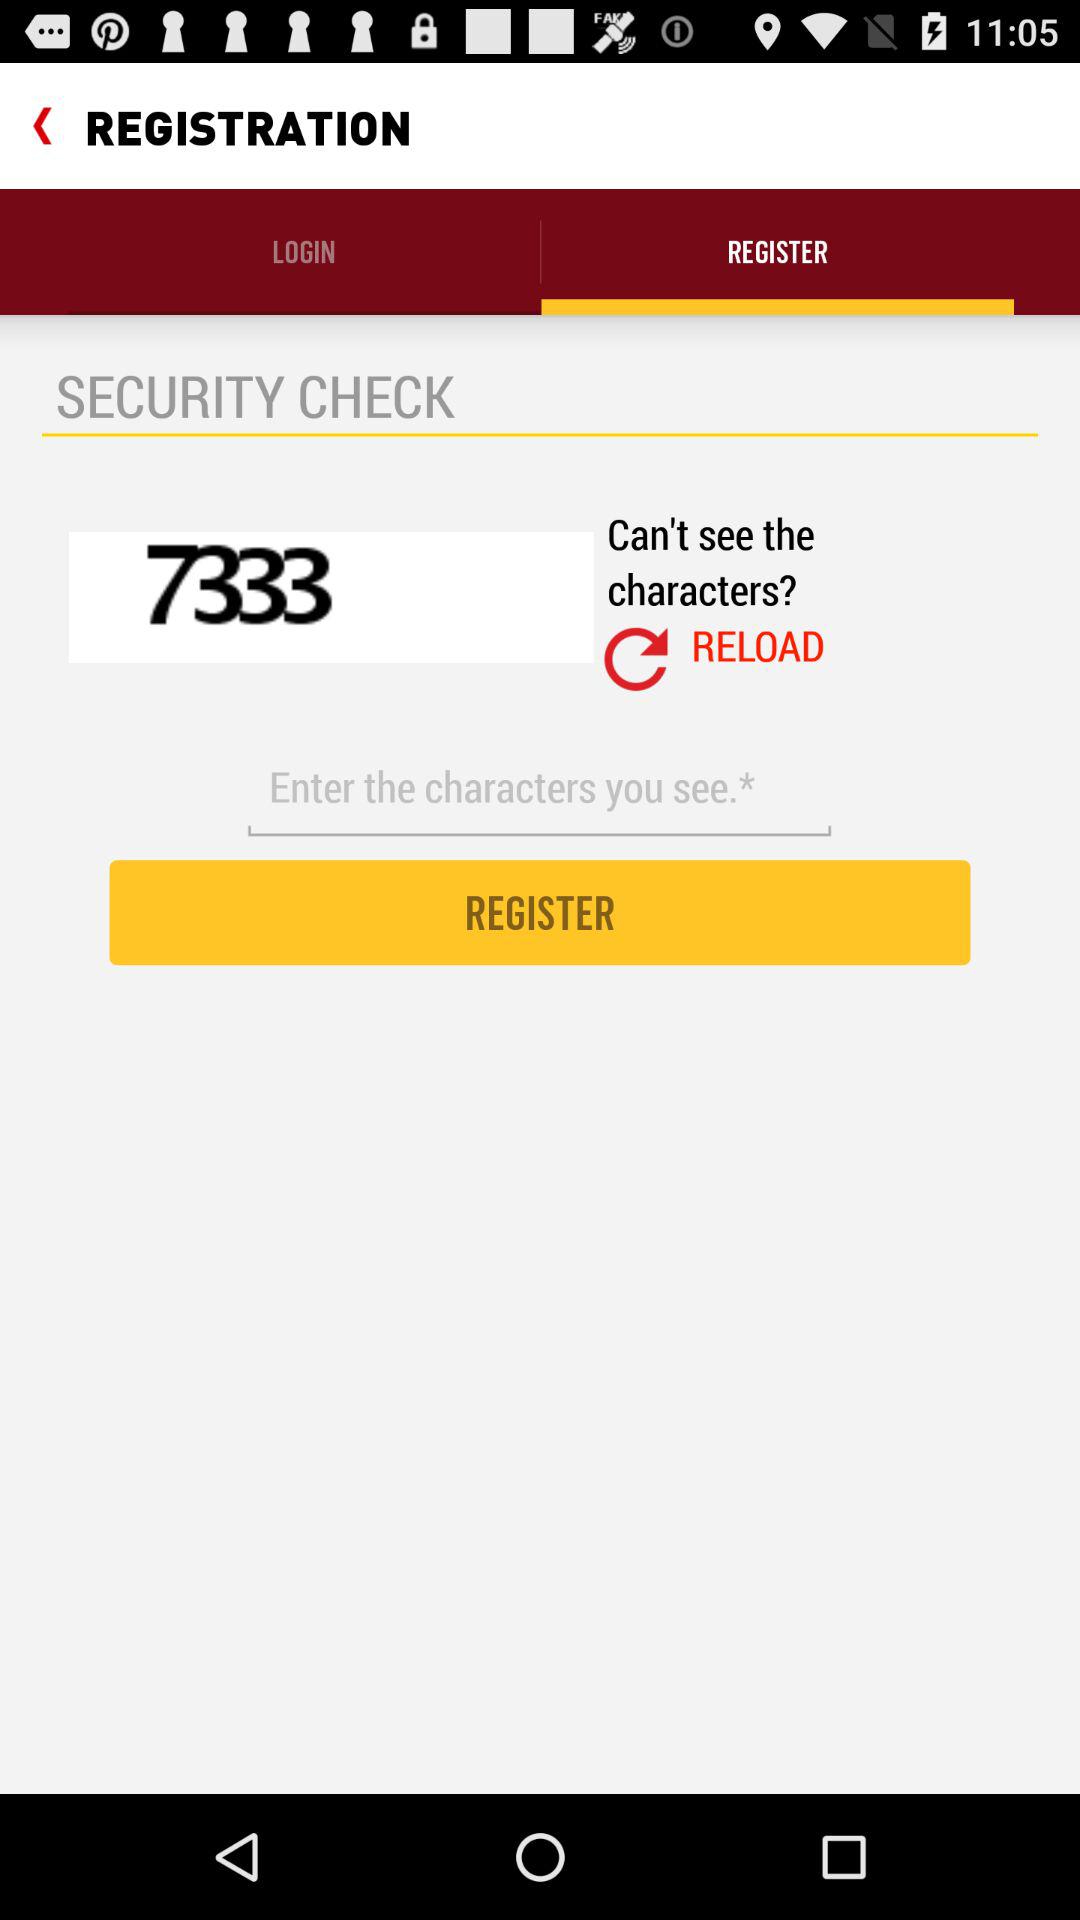 FAKE
11:05
REGISTRATION
LOGIN
REGISTER
SECURITY CHECK
7333
Can't see the
characters?
RELOAD
Enter the characters you see.*
REGISTER